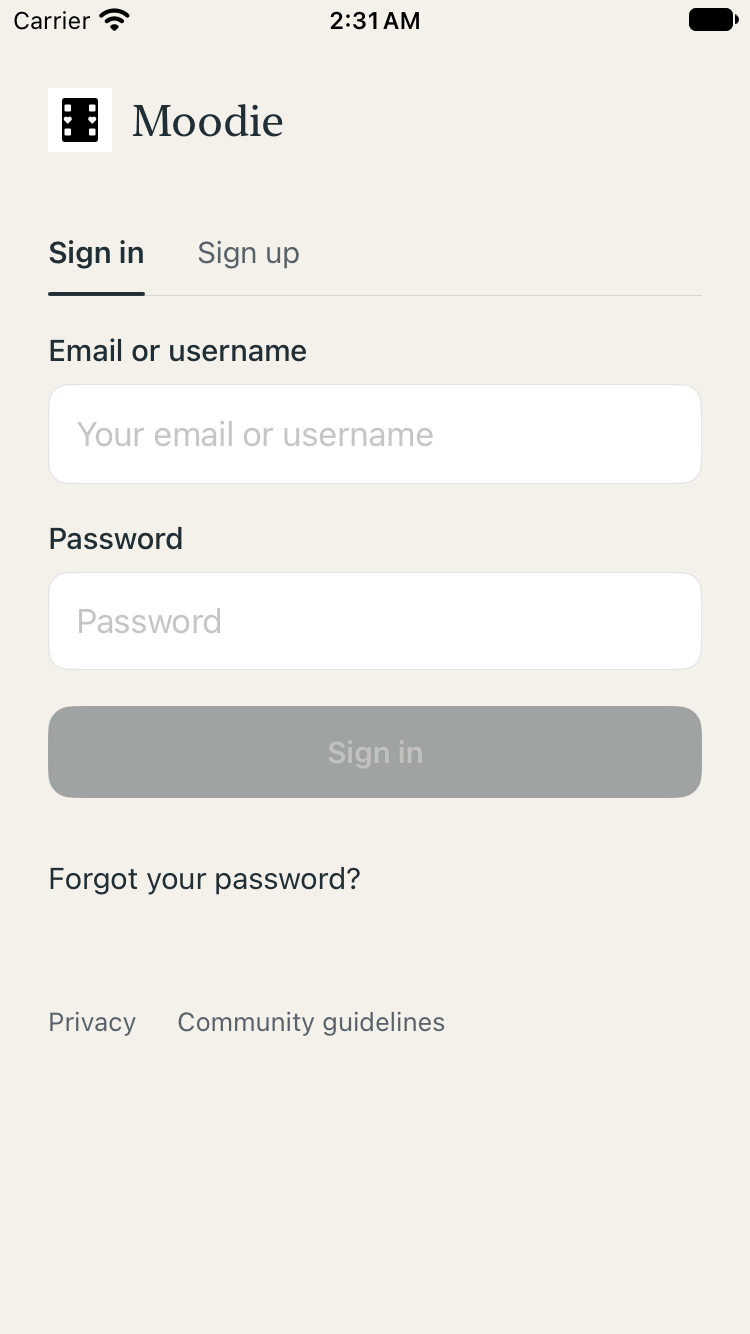 Carrier 2:31 AM
Moodie
Sign in Sign up
Email or username
Your email or username
Password
Password
Sign in
Forgot your password?
Privacy Community guidelines